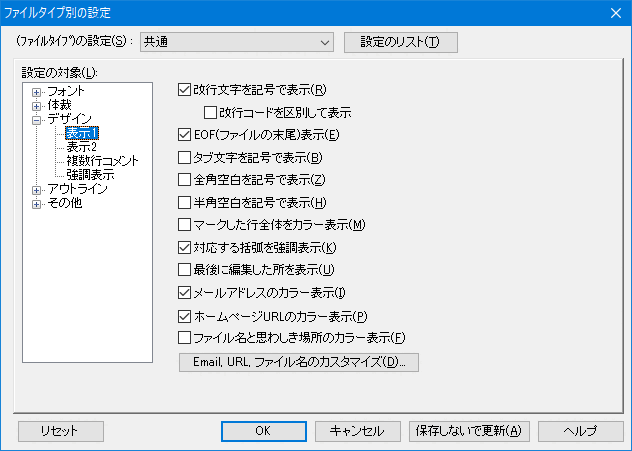 ファイルタイプ別の設定
(ファイルタイプ)の設定(S): 共通 設定のリスト(T)
設定の対象(L):
フォント
体裁
デザイン
表示1
表示2
複数行コメント
強調表示
アウトライン
その他
改行文字を記号で表示(R)
改行コードを区別して表示
EOF(ファイルの末尾)表示(E)
タブ文字を記号で表示(B)
全角空白を記号で表示(Z)
半角空白を記号で表示(H)
マークした行全体をカラー表示(M)
対応する括弧を強調表示(K)
最後に編集した所を表示(U)
メールアドレスのカラー表示(I)
ホームページURLのカラー表示(P)
ファイル名と思わしき場所のカラー表示(F)
Email, URL, ファイル名のカスタマイズ(D)...
リセット OK キャンセル 保存しないで更新(A) ヘルプ